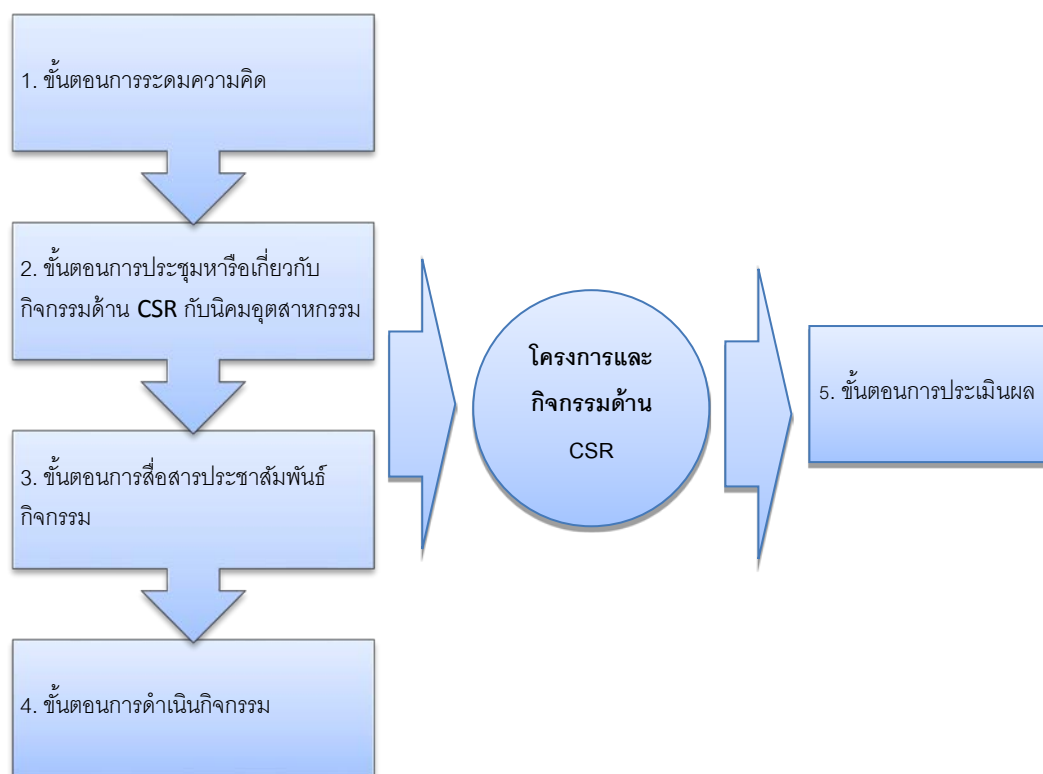 1. ขั้นตอนการระดมความคิด
2. ขั้นตอนการประชุมหารือเกี่ยวกับ
กิจกรรมด้าน CSR กับนิคมอุตสาหกรรม
3. ขั้นตอนการสื่อสารประชาสัมพันธ์
กิจกรรม
4. ขั้นตอนการดำเนินกิจกรรม
โครงการและ
กิจกรรมด้าน
CSR
5. ขั้นตอนการประเมินผล